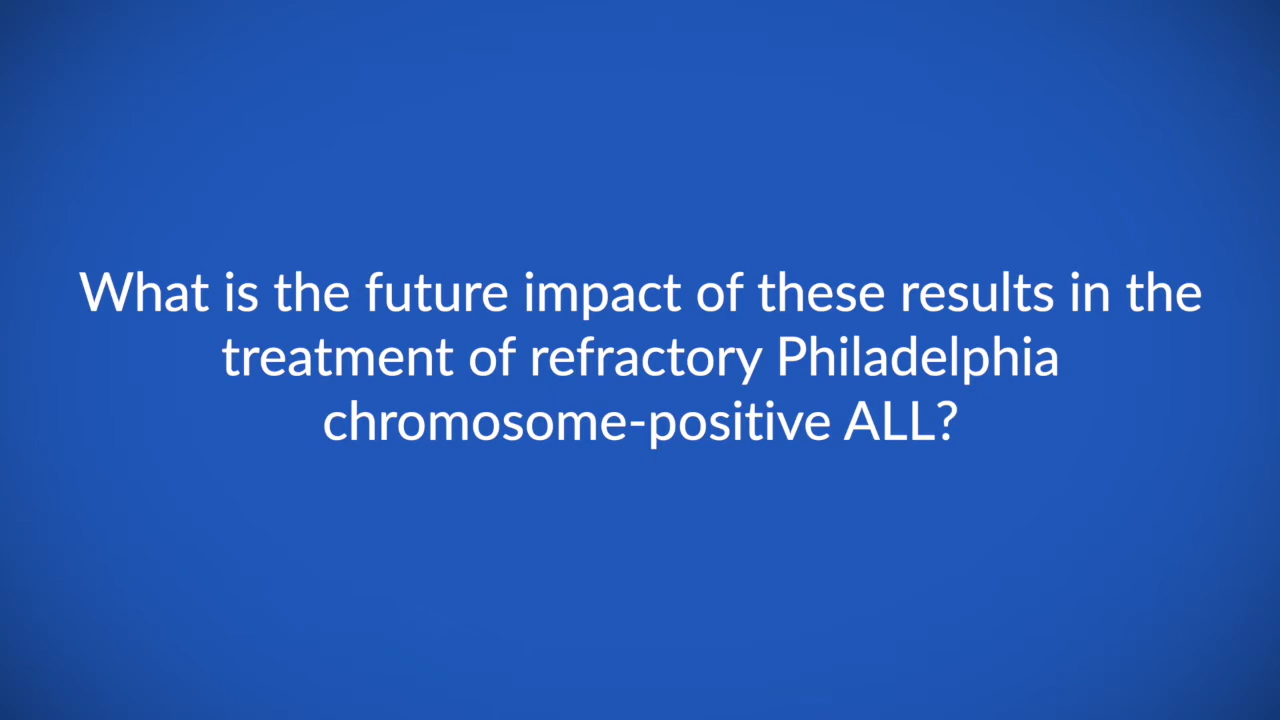 What is the future impact of these results in the
treatment of refractory Philadelphia
chromosome-positive ALL?